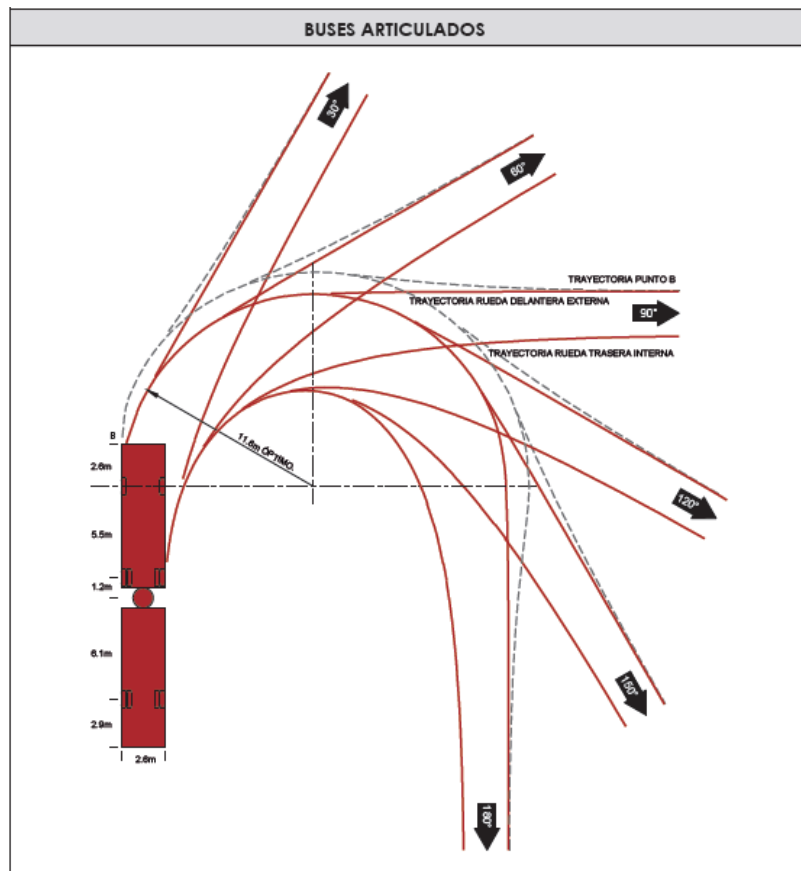 BUSES ARTICULADOS
30°
60°
TRAYECTORIA PUNTO B
TRAYECTORIA RUEDA DELANTERA EXTERNA
90°
TRAYECTORIA RUEDA TRASERA INTERNA
11.8m ÓPTIMO.
B
2.6m
5.5m
1.2m
6.1m
2.9m
2.6m
120°
150°
180°